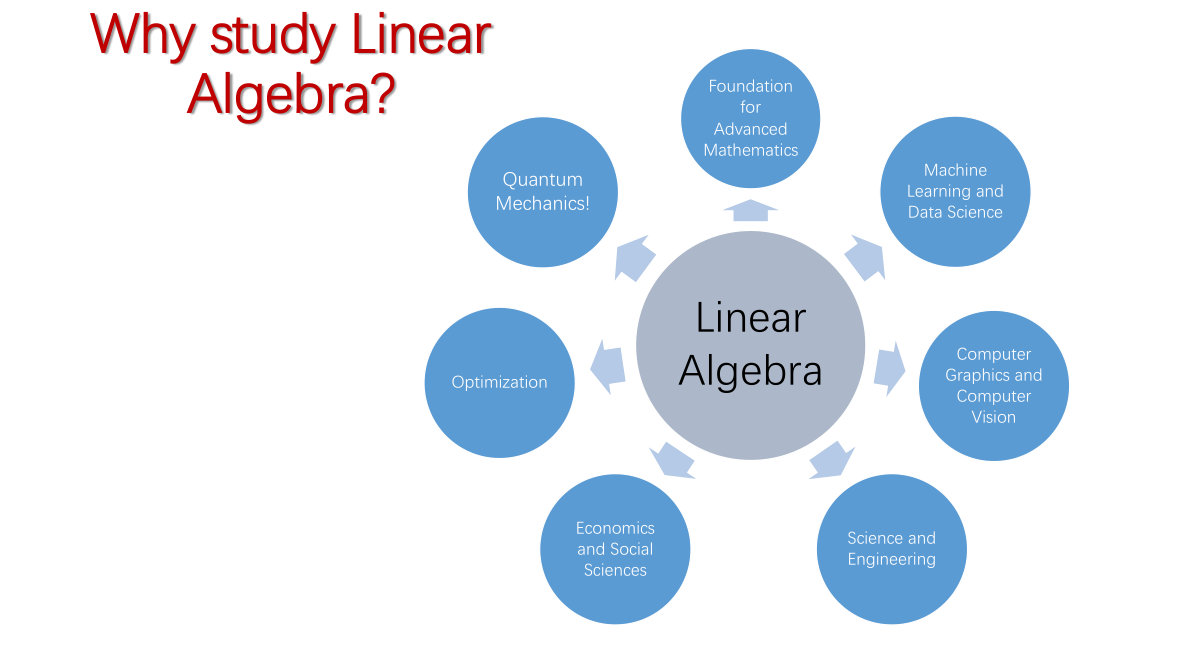 Why study Linear
Algebra?
Foundation
for
Advanced
Mathematics
Machine
Learning and
Data Science
Computer
Graphics and
Computer
Vision
Science and
Engineering
Economics
and Social
Sciences
Optimization
Quantum
Mechanics!
Linear
Algebra